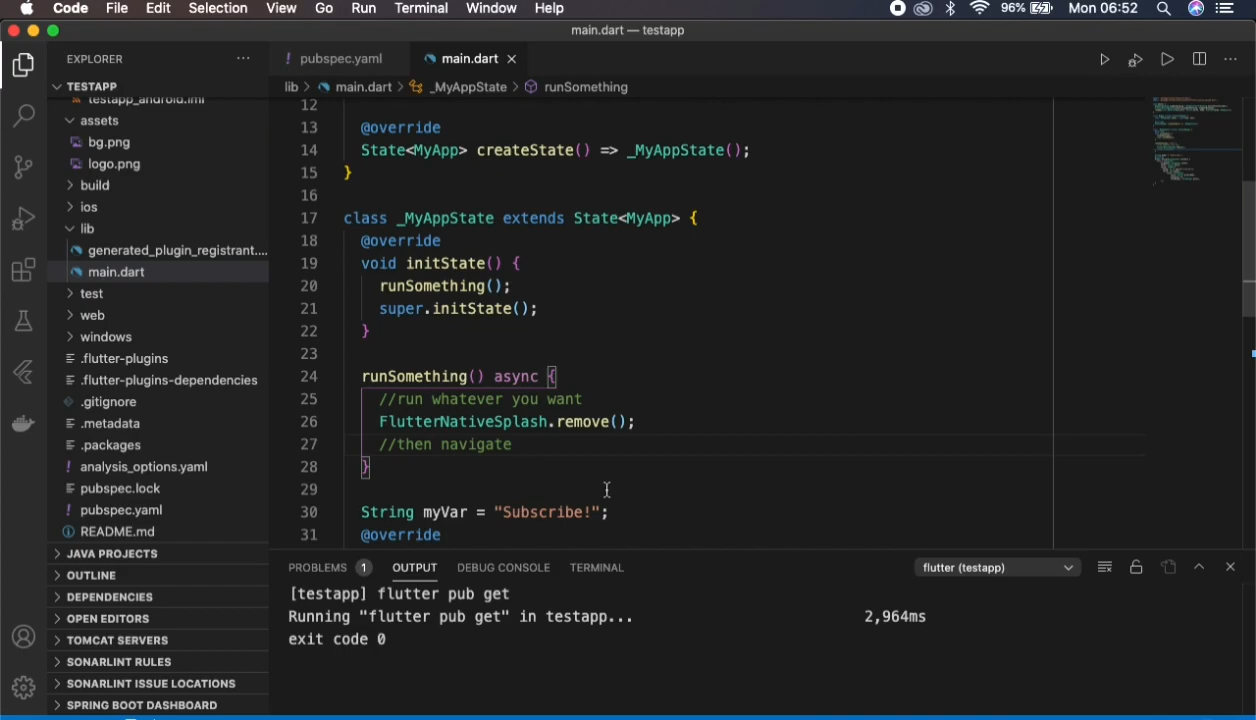 Code File Edit Selection View Go Run Terminal Window Help 96% Mon 06:52
main.dart — testapp
EXPLORER ...
! pubspec.yaml main.dart
lib > main.dart > _MyAppState > runSomething
TESTAPP
testapp_android.iml
assets
bg.png
logo.png
build
ios
lib
generated_plugin_registrant....
main.dart
test
web
windows
.flutter-plugins
.flutter-plugins-dependencies
.gitignore
.metadata
.packages
analysis_options.yaml
pubspec.lock
! pubspec.yaml
README.md
JAVA PROJECTS
OUTLINE
DEPENDENCIES
OPEN EDITORS
TOMCAT SERVERS
SONARLINT RULES
SONARLINT ISSUE LOCATIONS
SPRING BOOT DASHBOARD
12
13 @override
14 State<MyApp> createState() => _MyAppState();
15 }
16
17 class _MyAppState extends State<MyApp> {
18 @override
19 void initState() {
20 runSomething();
21 super.initState();
22 }
23
24 runSomething() async {
25 //run whatever you want
26 FlutterNativeSplash.remove();
27 //then navigate
28 }
29
30 String myVar = "Subscribe!";
31 @override
PROBLEMS 1 OUTPUT DEBUG CONSOLE TERMINAL flutter (testapp)
[testapp] flutter pub get
Running "flutter pub get" in testapp... 2,964ms
exit code 0